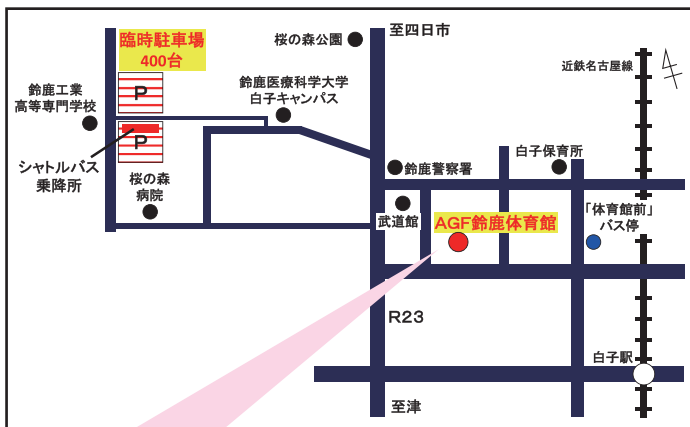 臨時駐車場
400台
桜の森公園
至四日市
近鉄名古屋線
鈴鹿工業
高等専門学校
P
鈴鹿医療科学大学
白子キャンパス
P
シャトルバス
乗降所
桜の森
病院
鈴鹿警察署
白子保育所
武道館
AGF鈴鹿体育館
「体育館前」
バス停
R23
白子駅
至津